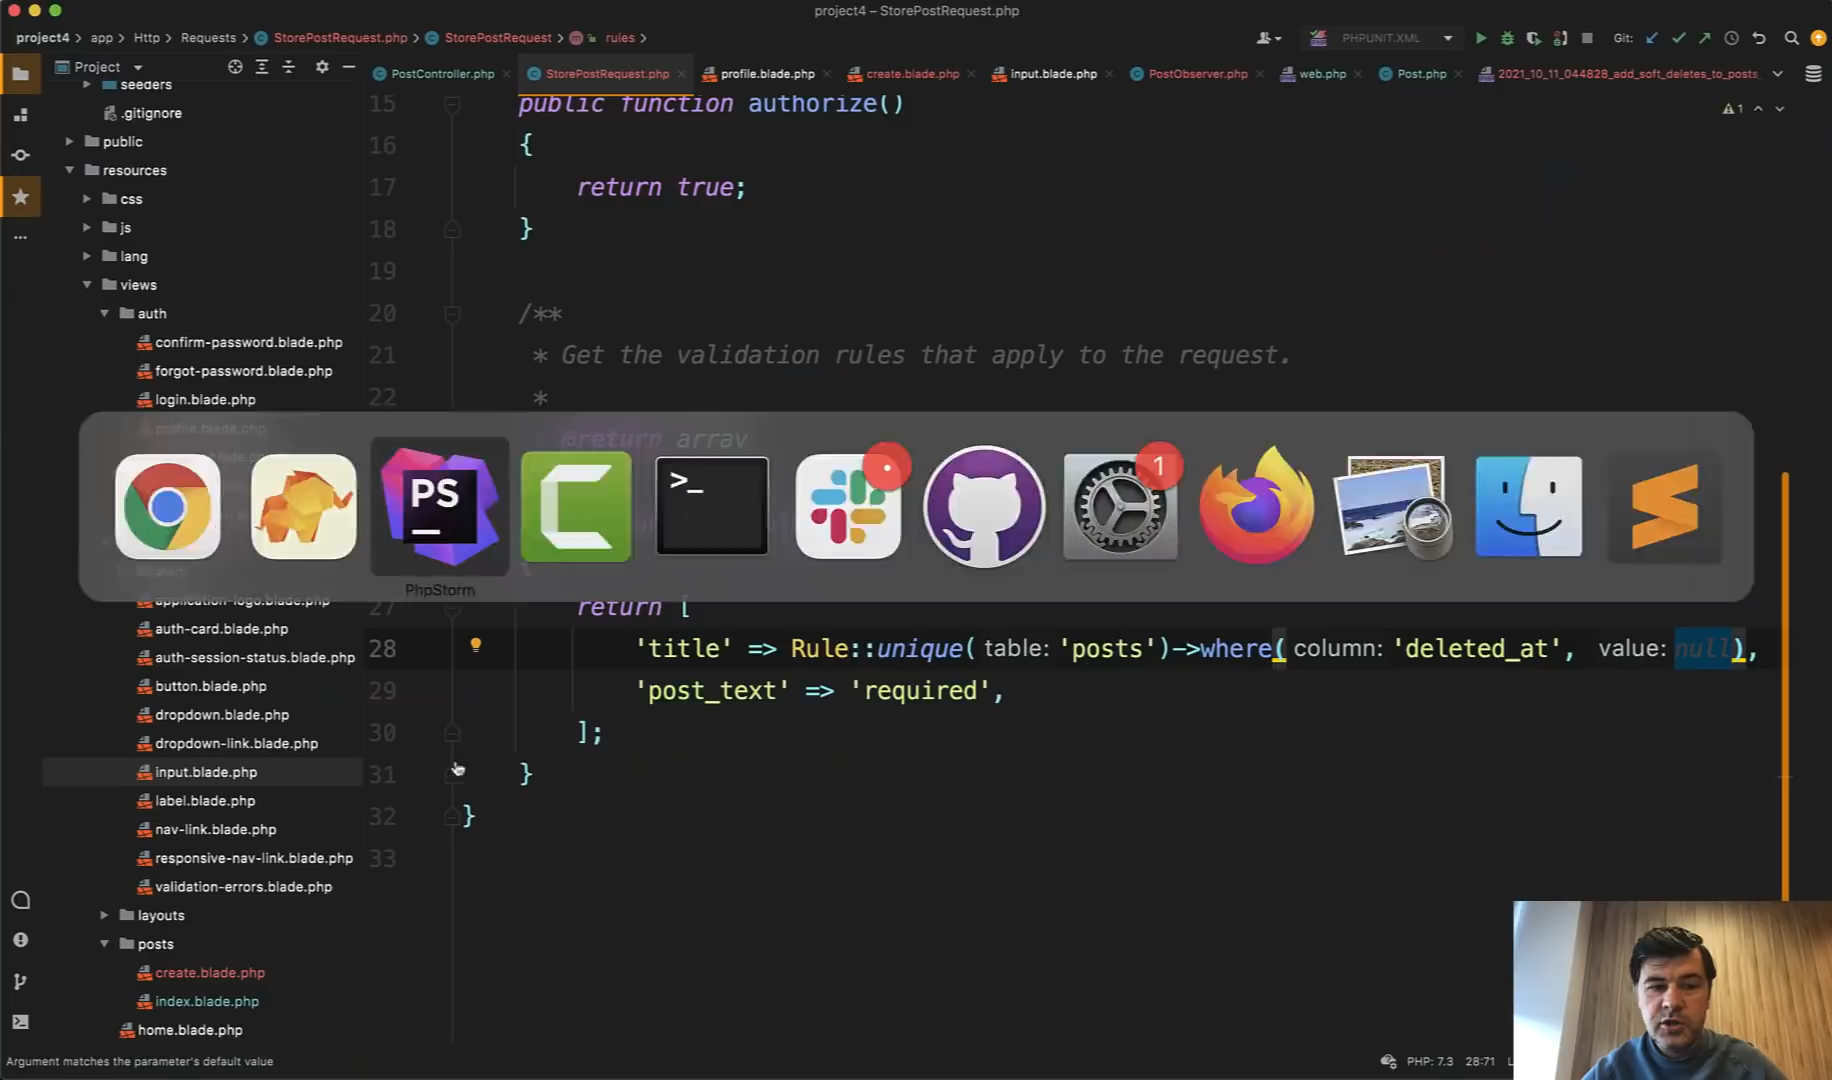 project4 – StorePostRequest.php
project4 > app > Http > Requests > StorePostRequest.php > StorePostRequest > rules >
PHPUNIT.XML
Git:
Project
PostController.php
StorePostRequest.php
profile.blade.php
create.blade.php
input.blade.php
PostObserver.php
web.php
Post.php
2021_10_11_044828_add_soft_deletes_to_posts
seeders
.gitignore
public
resources
css
js
lang
views
auth
confirm-password.blade.php
forgot-password.blade.php
login.blade.php
profile.blade.php
application-logo.blade.php
auth-card.blade.php
auth-session-status.blade.php
button.blade.php
dropdown.blade.php
dropdown-link.blade.php
input.blade.php
label.blade.php
nav-link.blade.php
responsive-nav-link.blade.php
validation-errors.blade.php
layouts
posts
create.blade.php
index.blade.php
home.blade.php
1
15 public function authorize()
16 {
17 return true;
18 }
19
20 /**
21 * Get the validation rules that apply to the request.
22 *
@return array
27 return [
28 'title' => Rule::unique( table: 'posts')->where( column: 'deleted_at', value: null),
29 'post_text' => 'required',
30 ];
31 }
32 }
33
PS
>_
1
PhpStorm
Argument matches the parameter's default value
PHP: 7.3 28:71